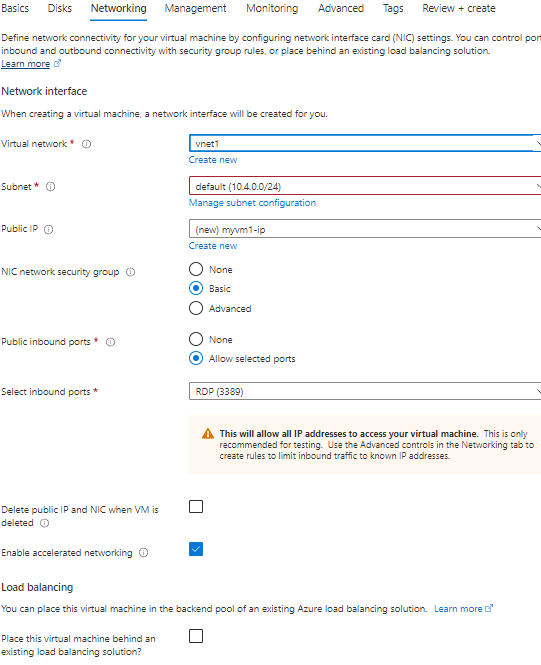 Basics Disks Networking Management Monitoring Advanced Tags Review + create
Define network connectivity for your virtual machine by configuring network interface card (NIC) settings. You can control port
inbound and outbound connectivity with security group rules, or place behind an existing load balancing solution.
Learn more
Network interface
When creating a virtual machine, a network interface will be created for you.
Virtual network *
vnet1
Create new
Subnet *
default (10.4.0.0/24)
Manage subnet configuration
Public IP
(new) myvm1-ip
Create new
NIC network security group
None
Basic
Advanced
Public inbound ports *
None
Allow selected ports
Select inbound ports *
RDP (3389)
This will allow all IP addresses to access your virtual machine. This is only
recommended for testing. Use the Advanced controls in the Networking tab to
create rules to limit inbound traffic to known IP addresses.
Delete public IP and NIC when VM is
deleted
Enable accelerated networking
Load balancing
You can place this virtual machine in the backend pool of an existing Azure load balancing solution. Learn more
Place this virtual machine behind an
existing load balancing solution?